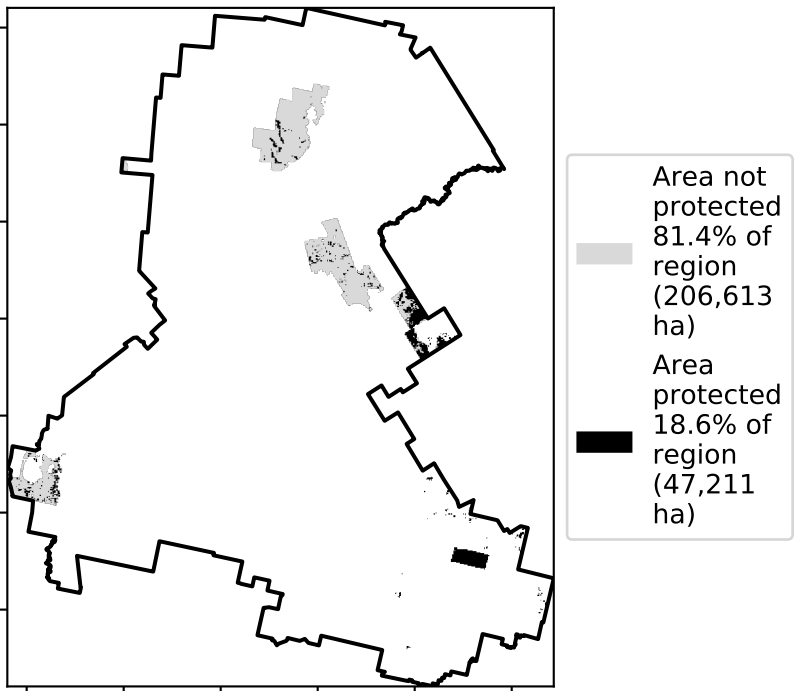 Area not
protected
81.4% of
region
(206,613
ha)
Area
protected
18.6% of
region
(47,211
ha)